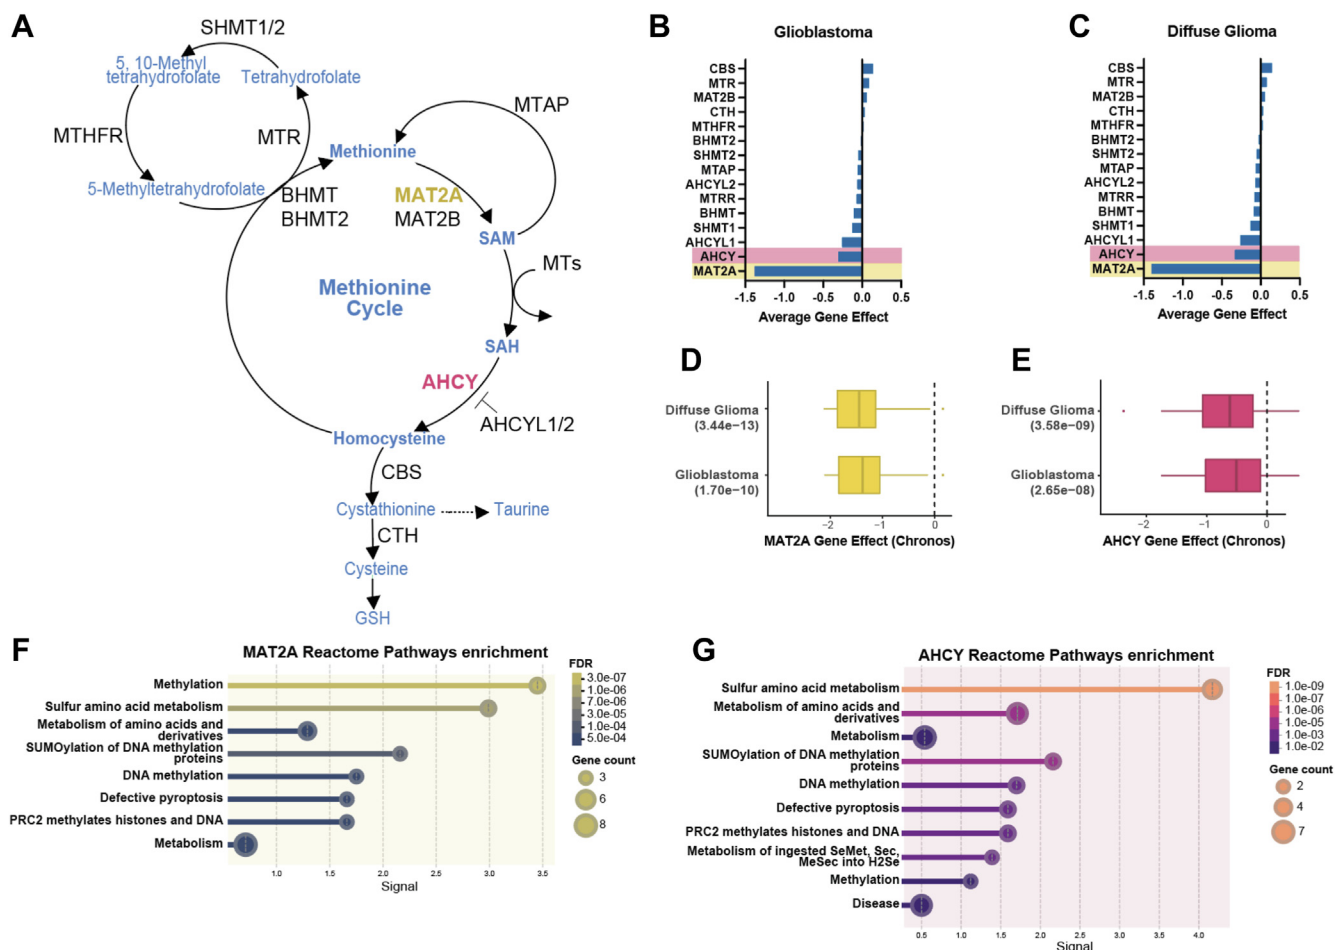 A
SHMT1/2
5, 10-Methyl
tetrahydrofolate
Tetrahydrofolate
MTHFR
MTR
MTAP
Methionine
5-Methyltetrahydrofolate
BHMT
BHMT2
MAT2A
MAT2B
SAM
MTs
Methionine
Cycle
SAH
AHCY
AHCYL1/2
Homocysteine
CBS
Cystathionine
Taurine
CTH
Cysteine
GSH
B
Glioblastoma
CBS
MTR
MAT2B
CTH
MTHFR
BHMT2
SHMT2
MTAP
AHCYL2
MTRR
BHMT
SHMT1
AHCYL1
AHCY
MAT2A
-1.5 -1.0 -0.5 0.0 0.5
Average Gene Effect
C
Diffuse Glioma
CBS
MTR
MAT2B
CTH
MTHFR
BHMT2
SHMT2
MTAP
AHCYL2
MTRR
BHMT
SHMT1
AHCYL1
AHCY
MAT2A
-1.5 -1.0 -0.5 0.0 0.5
Average Gene Effect
D
Diffuse Glioma
(3.44e−13)
Glioblastoma
(1.70e−10)
−2 −1 0
MAT2A Gene Effect (Chronos)
E
Diffuse Glioma
(3.58e−09)
Glioblastoma
(2.65e−08)
−2 −1 0
AHCY Gene Effect (Chronos)
F
MAT2A Reactome Pathways enrichment
Methylation
Sulfur amino acid metabolism
Metabolism of amino acids and
derivatives
SUMOylation of DNA methylation
proteins
DNA methylation
Defective pyroptosis
PRC2 methylates histones and DNA
Metabolism
1.0 1.5 2.0 2.5 3.0 3.5
Signal
FDR
3.0e-07
1.0e-06
7.0e-06
3.0e-05
1.0e-04
5.0e-04
Gene count
3
6
8
G
AHCY Reactome Pathways enrichment
Sulfur amino acid metabolism
Metabolism of amino acids and
derivatives
Metabolism
SUMOylation of DNA methylation
proteins
DNA methylation
Defective pyroptosis
PRC2 methylates histones and DNA
Metabolism of ingested SeMet, Sec,
MeSec into H2Se
Methylation
Disease
0.5 1.0 1.5 2.0 2.5 3.0 3.5 4.0
Signal
FDR
1.0e-09
1.0e-07
1.0e-06
1.0e-05
1.0e-03
1.0e-02
Gene count
2
4
7